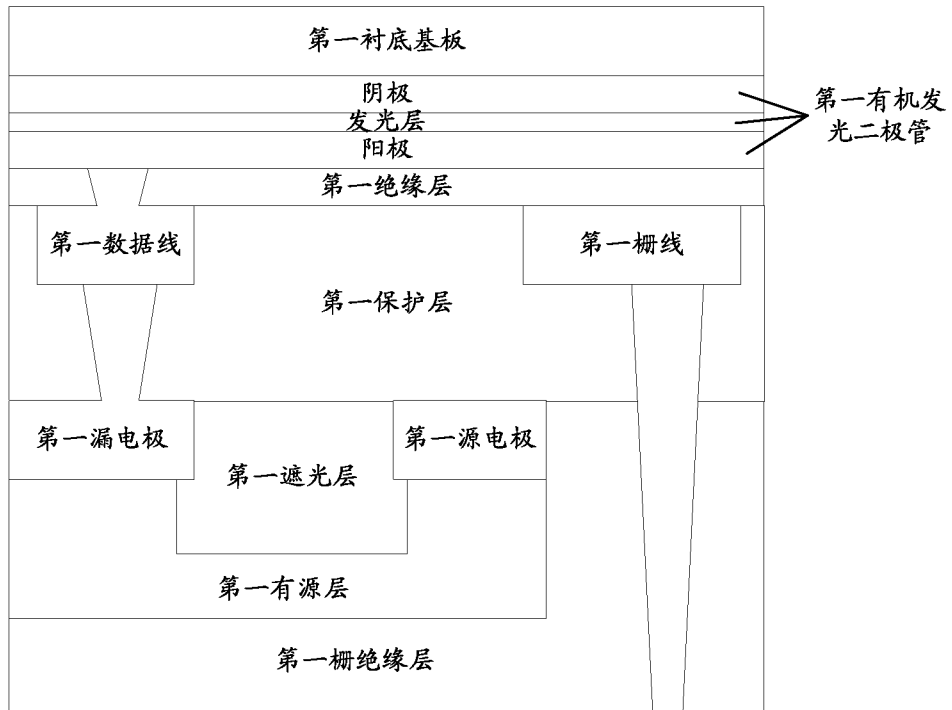 第一衬底基板
阴极
发光层
阳极
第一有机发
光二极管
第一绝缘层
第一数据线
第一栅线
第一保护层
第一漏电极
第一源电极
第一遮光层
第一有源层
第一栅绝缘层